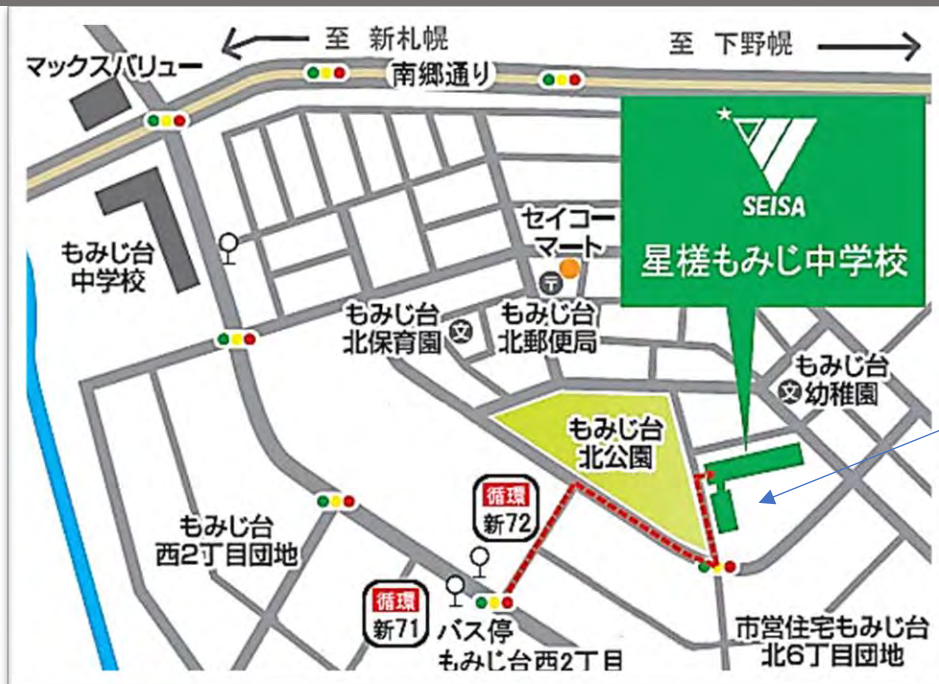 至 新札幌
至 下野幌
マックスバリュー
南郷通り
SEISA
星槎もみじ中学校
もみじ台
中学校
セイコー
マート
〒
もみじ台
北保育園
文
もみじ台
北郵便局
もみじ台
文 幼稚園
もみじ台
北公園
循環
新72
もみじ台
西2丁目団地
循環
新71
バス停
もみじ台西2丁目
市営住宅もみじ台
北6丁目団地